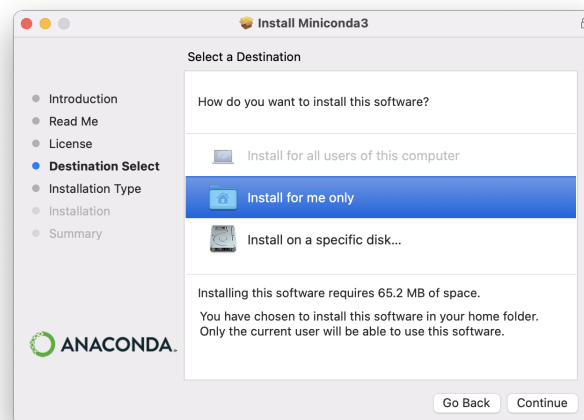 Install Miniconda3
Select a Destination
Introduction
Read Me
License
Destination Select
Installation Type
Installation
Summary
How do you want to install this software?
Install for all users of this computer
Install for me only
Install on a specific disk...
Installing this software requires 65.2 MB of space.
You have chosen to install this software in your home folder.
Only the current user will be able to use this software.
ANACONDA.
Go Back
Continue